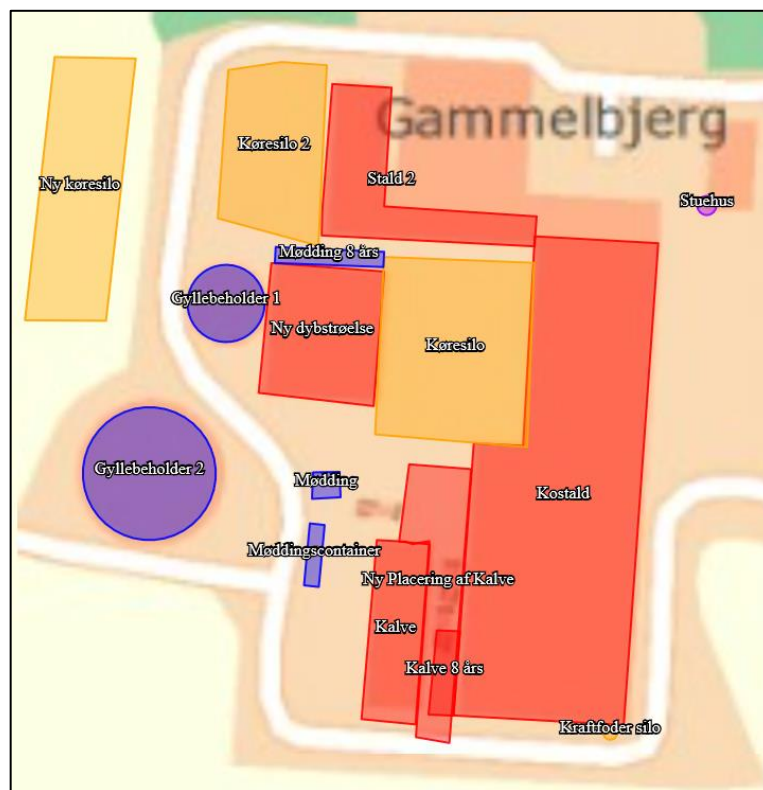 Gammelbjerg
Køresilo 2
Stald 2
Ny køresilo
Stuehus
Mødding 8 års
Gyllebeholder 1
Ny dybstrøelse
Køresilo
Gyllebeholder 2
Mødding
Kostald
Møddingscontainer
Ny Placering af Kalve
Kalve
Kalve 8 års
Kraftfoder silo